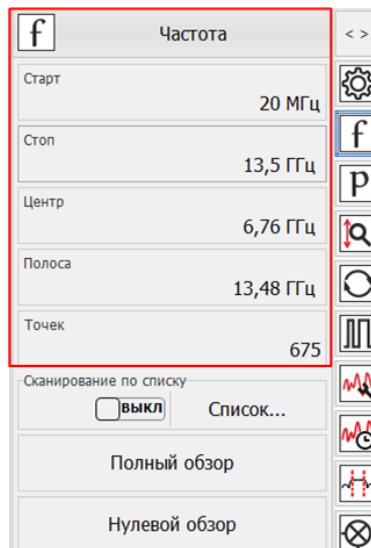 f Частота < >
Старт
20 МГц
Стоп
13,5 ГГц
f
Центр
p
6,76 ГГц
Полоса
13,48 ГГц
Точек
675
Сканирование по списку
ВЫКЛ Список...
Полный обзор
Нулевой обзор